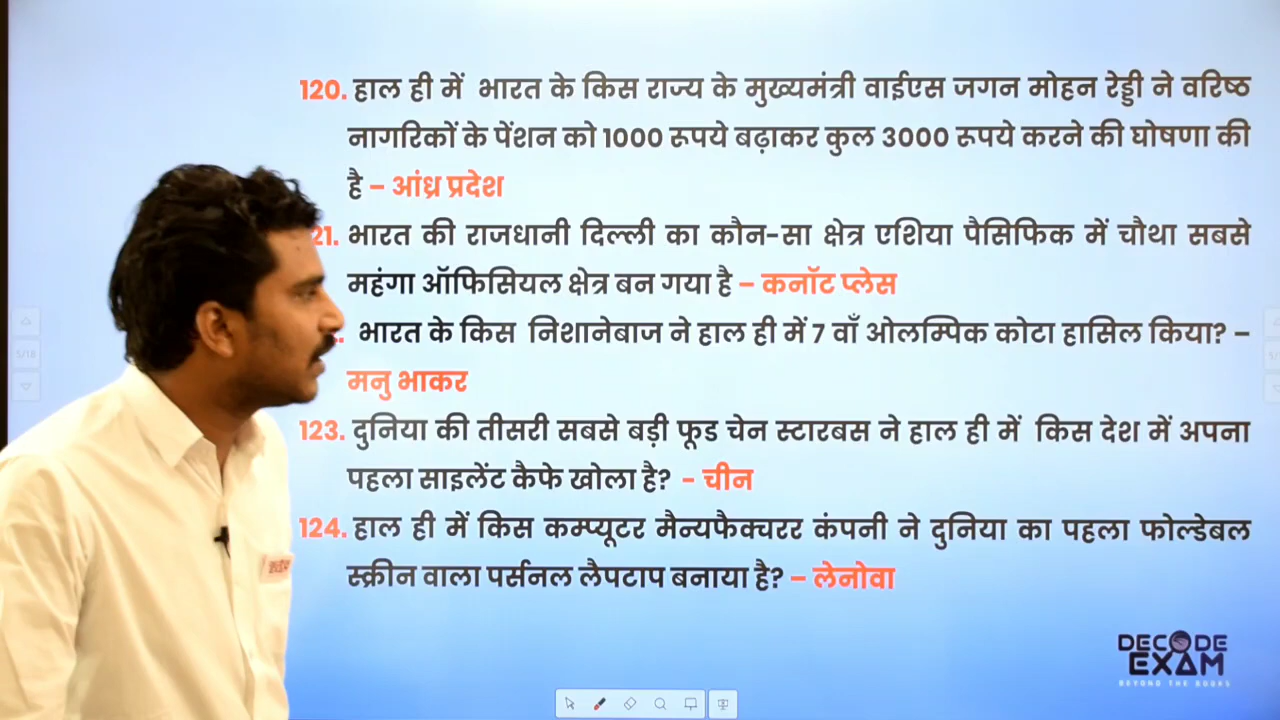 120. हाल ही में भारत के किस राज्य के मुख्यमंत्री वाईएस जगन मोहन रेड्डी ने वरिष्ठ
नागरिकों के पेंशन को 1000 रूपये बढ़ाकर कुल 3000 रूपये करने की घोषणा की
है – आंध्र प्रदेश
21. भारत की राजधानी दिल्ली का कौन-सा क्षेत्र एशिया पैसिफिक में चौथा सबसे
महंगा ऑफिसियल क्षेत्र बन गया है – कनॉट प्लेस
. भारत के किस निशानेबाज ने हाल ही में 7 वाँ ओलम्पिक कोटा हासिल किया? –
मनु भाकर
123. दुनिया की तीसरी सबसे बड़ी फूड चेन स्टारबस ने हाल ही में किस देश में अपना
पहला साइलेंट कैफे खोला है? - चीन
124. हाल ही में किस कम्प्यूटर मैन्यफैक्चरर कंपनी ने दुनिया का पहला फोल्डेबल
स्क्रीन वाला पर्सनल लैपटाप बनाया है? – लेनोवा
DECODE
EXAM
BEYOND THE BOOKS
5/18